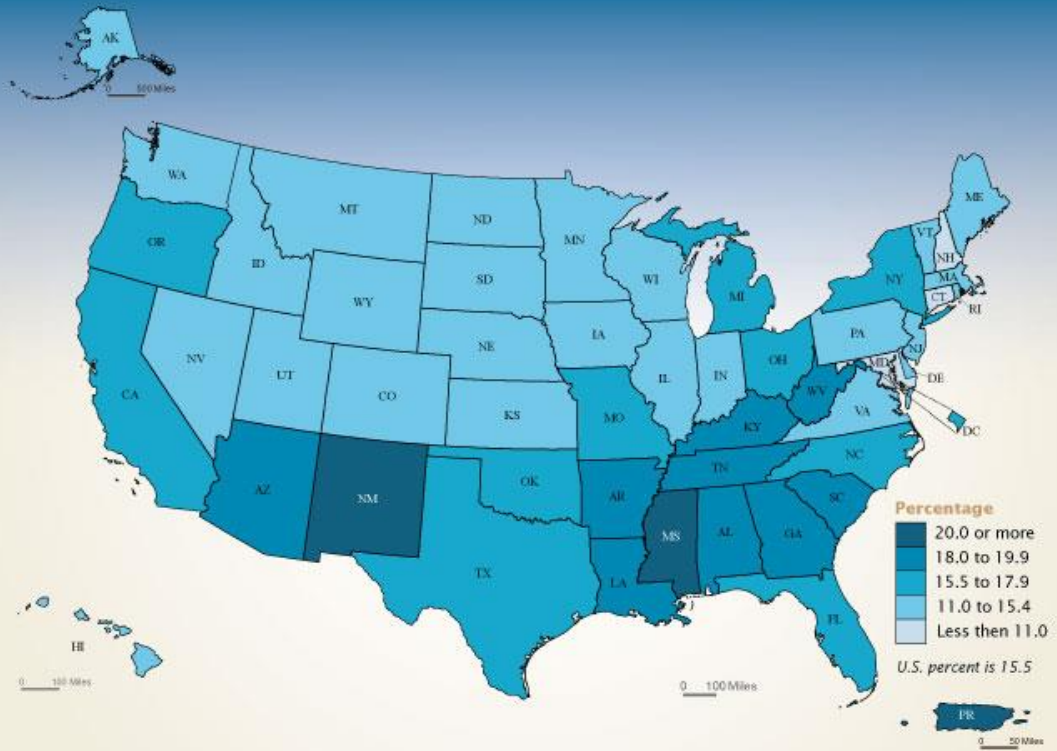 AK
0 500 Miles
WA
MT
ND
MN
ME
VT
NH
OR
ID
SD
WI
MI
NY
MA
CT
RI
WY
NE
IA
PA
NJ
NV
UT
CO
IL
IN
OH
MD
DE
CA
KS
MO
WV
VA
DC
KY
AZ
NM
OK
AR
TN
NC
SC
MS
AL
GA
TX
LA
FL
HI
0 100 Miles
0 100 Miles
Percentage
20.0 or more
18.0 to 19.9
15.5 to 17.9
11.0 to 15.4
Less then 11.0
U.S. percent is 15.5
PR
0 50 Miles